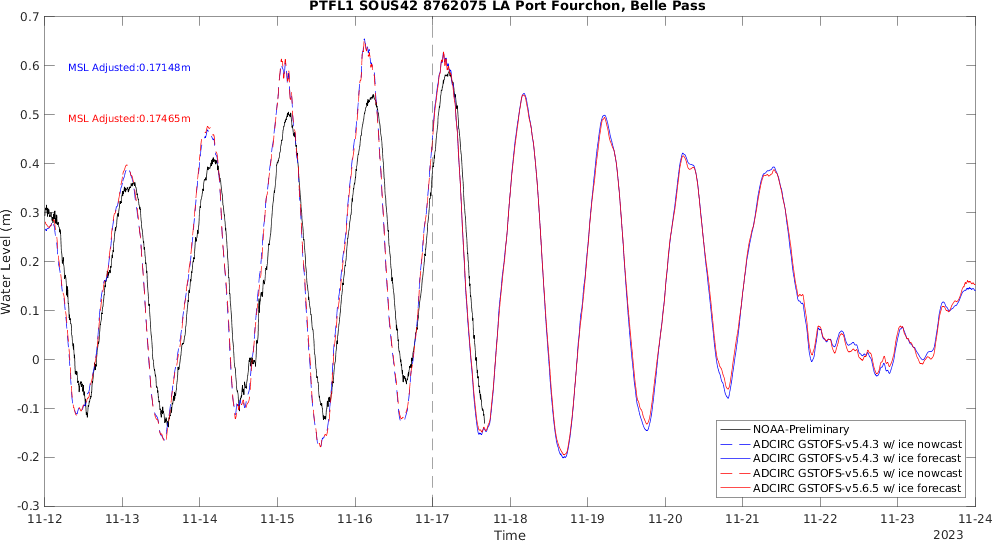 PTFL1 SOUS42 8762075 LA Port Fourchon, Belle Pass
0.7
0.6
0.5
0.4
0.3
0.2
0.1
0
-0.1
-0.2
-0.3
Water Level (m)
MSL Adjusted:0.17148m
MSL Adjusted:0.17465m
NOAA-Preliminary
ADCIRC GSTOFS-v5.4.3 w/ ice nowcast
ADCIRC GSTOFS-v5.4.3 w/ ice forecast
ADCIRC GSTOFS-v5.6.5 w/ ice nowcast
ADCIRC GSTOFS-v5.6.5 w/ ice forecast
11-12 11-13 11-14 11-15 11-16 11-17 11-18 11-19 11-20 11-21 11-22 11-23 11-24
Time
2023